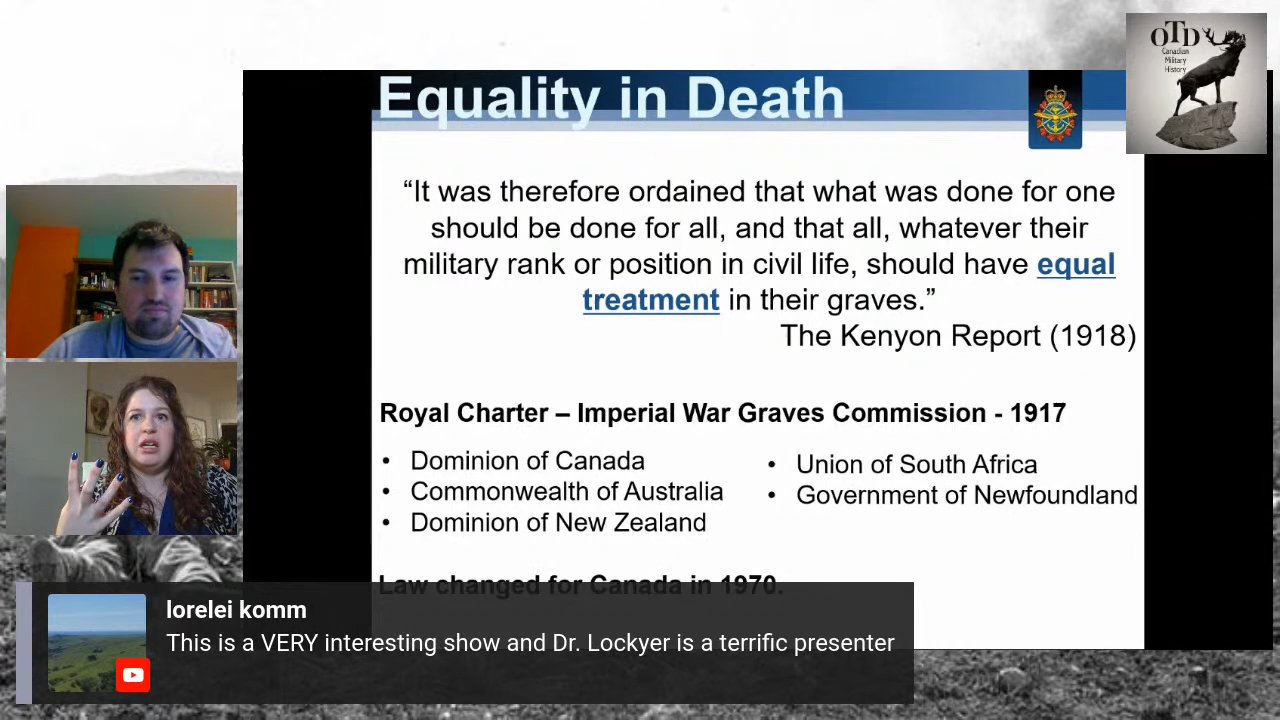 OTD
Canadian
Military
History
Equality in Death
“It was therefore ordained that what was done for one
should be done for all, and that all, whatever their
military rank or position in civil life, should have equal
treatment in their graves.”
The Kenyon Report (1918)
Royal Charter – Imperial War Graves Commission - 1917
• Dominion of Canada
• Commonwealth of Australia
• Dominion of New Zealand
• Union of South Africa
• Government of Newfoundland
Law changed for Canada in 1970.
lorelei komm
This is a VERY interesting show and Dr. Lockyer is a terrific presenter